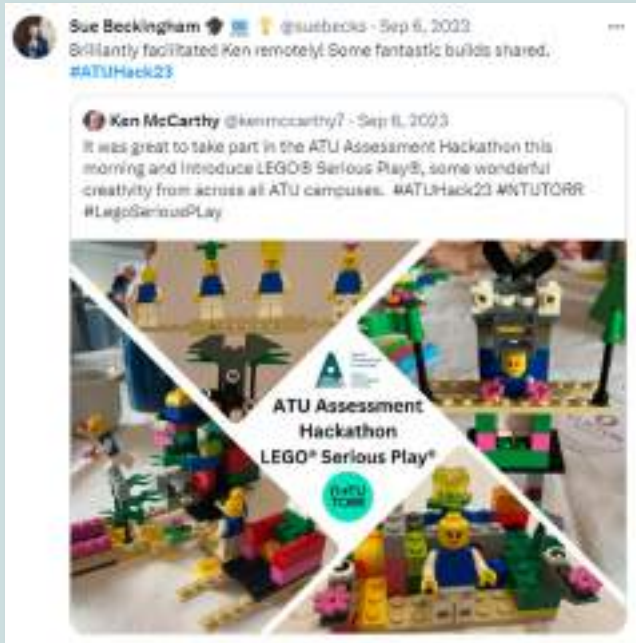 Sue Beckingham @suebecks · Sep 6, 2023
Brilliantly facilitated Ken remotely! Some fantastic builds shared.
#ATUHack23
Ken McCarthy @kenmccarthy7 · Sep 6, 2023
It was great to take part in the ATU Assessment Hackathon this
morning and introduce LEGO® Serious Play®, some wonderful
creativity from across all ATU campuses. #ATUHack23 #NTUTORR
#LegoSeriousPLay
ATU Assessment
Hackathon
LEGO® Serious Play®
N-TU
TORR